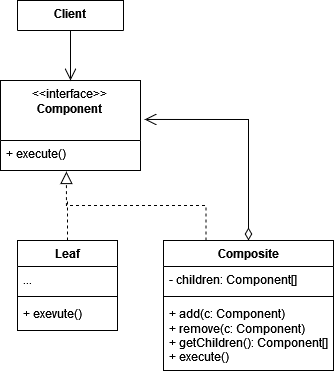 Client
<<interface>>
Component
+ execute()
Leaf
...
+ exevute()
Composite
- children: Component[]
+ add(c: Component)
+ remove(c: Component)
+ getChildren(): Component[]
+ execute()